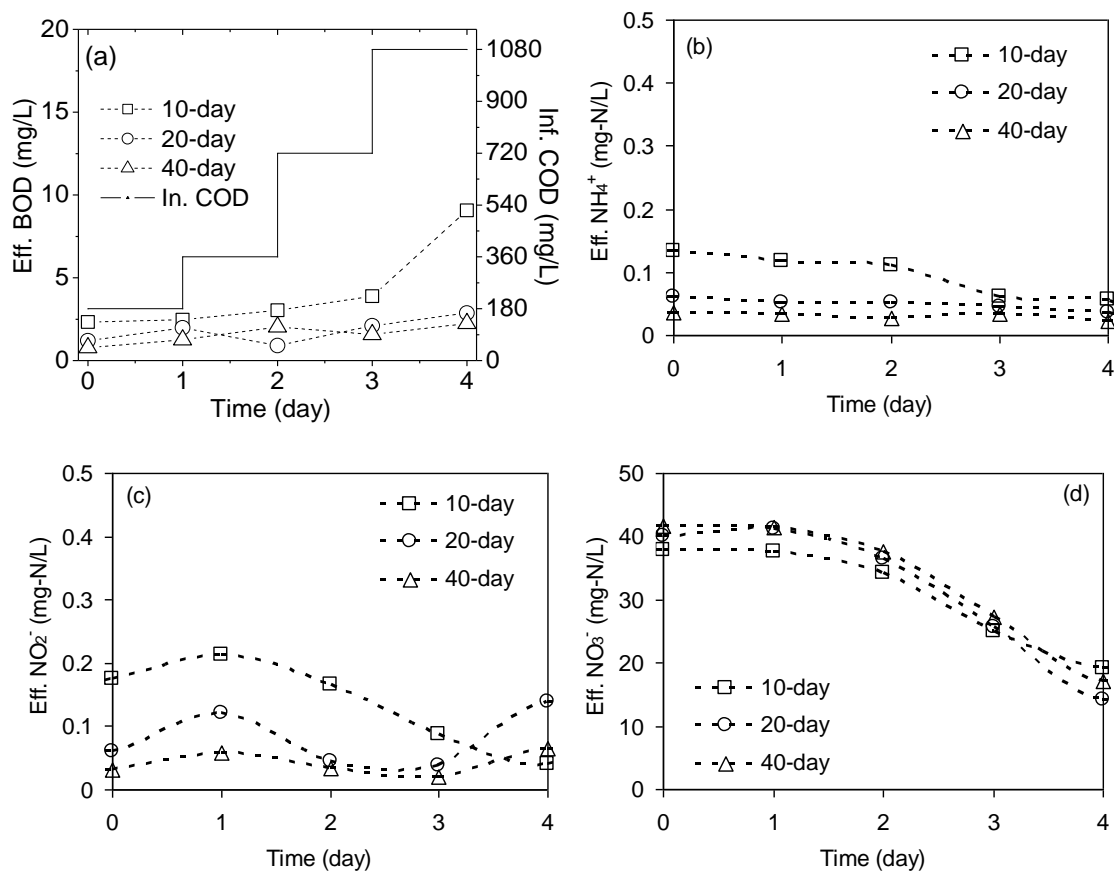 (a)
20
15
10
5
0
Eff. BOD (mg/L)
10-day
20-day
40-day
In. COD
1080
900
720
540
360
180
0
Inf. COD (mg/L)
0 1 2 3 4
Time (day)
(b)
0.5
0.4
0.3
0.2
0.1
0
Eff. NH₄⁺ (mg-N/L)
10-day
20-day
40-day
0 1 2 3 4
Time (day)
(c)
0.5
0.4
0.3
0.2
0.1
0
Eff. NO₂⁻ (mg-N/L)
10-day
20-day
40-day
0 1 2 3 4
Time (day)
(d)
50
40
30
20
10
0
Eff. NO₃⁻ (mg-N/L)
10-day
20-day
40-day
0 1 2 3 4
Time (day)